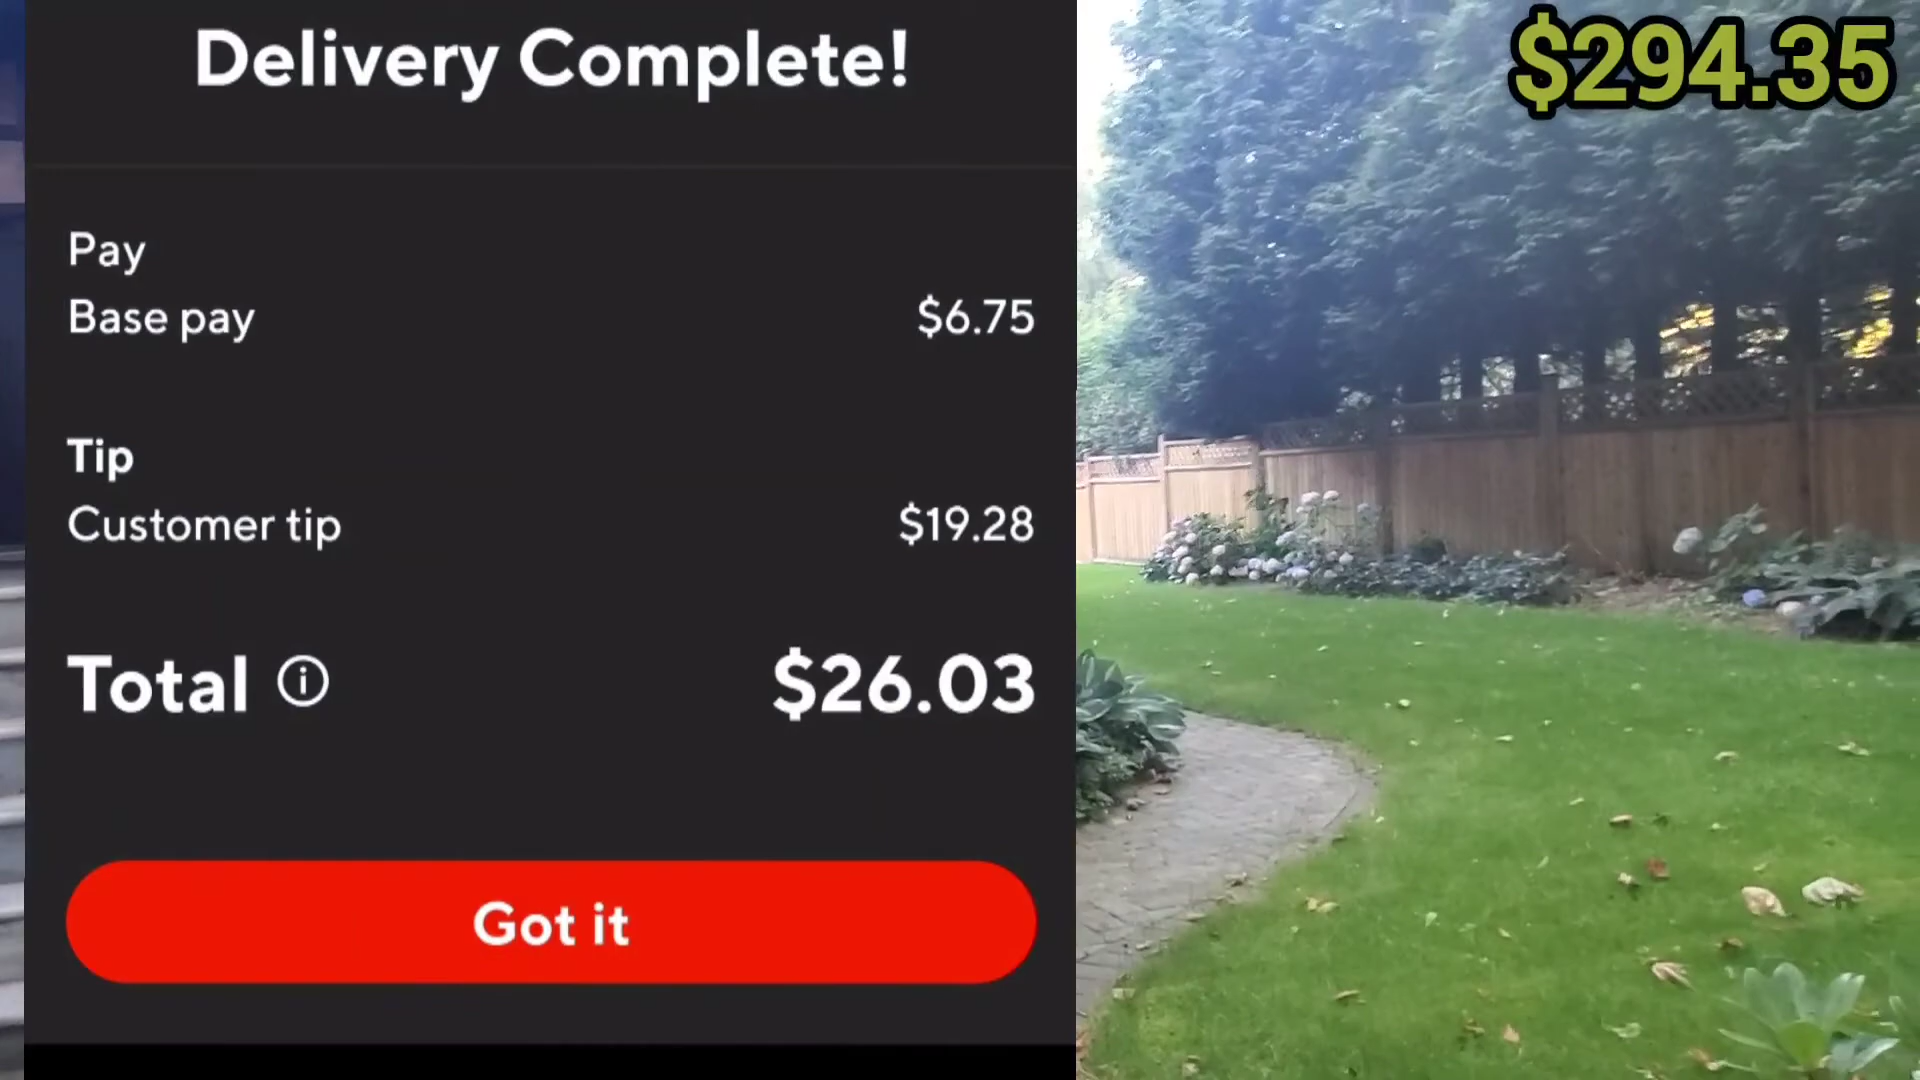 Delivery Complete!
$294.35
Pay
Base pay $6.75
Tip
Customer tip $19.28
Total $26.03
Got it